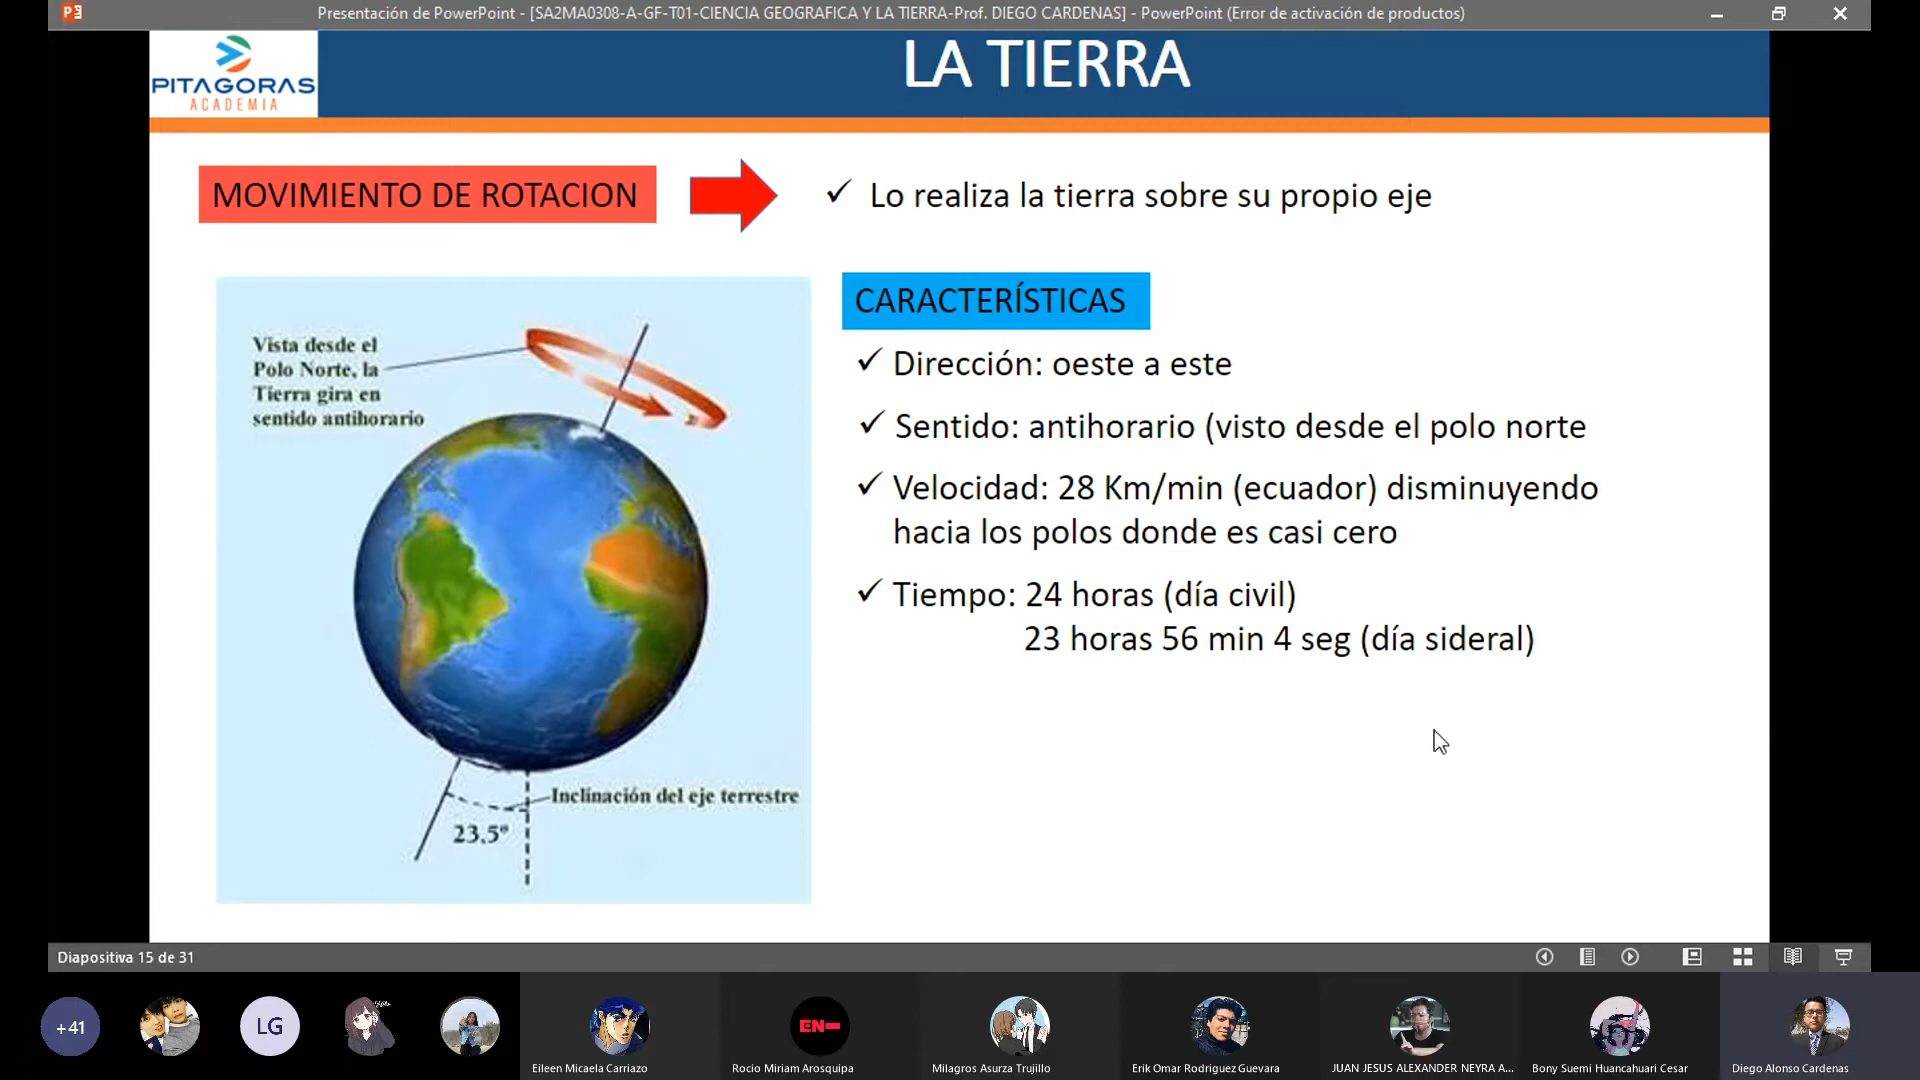 Presentación de PowerPoint - [SA2MA0308-A-GF-T01-CIENCIA GEOGRAFICA Y LA TIERRA-Prof. DIEGO CARDENAS] - PowerPoint (Error de activación de productos)
PITAGORAS
ACADEMIA
LA TIERRA
MOVIMIENTO DE ROTACION
✓ Lo realiza la tierra sobre su propio eje
Vista desde el
Polo Norte, la
Tierra gira en
sentido antihorario
Inclinación del eje terrestre
23.5º
CARACTERÍSTICAS
✓ Dirección: oeste a este
✓ Sentido: antihorario (visto desde el polo norte
✓ Velocidad: 28 Km/min (ecuador) disminuyendo
hacia los polos donde es casi cero
✓ Tiempo: 24 horas (día civil)
23 horas 56 min 4 seg (día sideral)
Diapositiva 15 de 31
+41
LG
EN
Eileen Micaela Carriazo
Rocio Miriam Arosquipa
Milagros Asurza Trujillo
Erik Omar Rodriguez Guevara
JUAN JESUS ALEXANDER NEYRA A...
Bony Suemi Huancahuari Cesar
Diego Alonso Cardenas